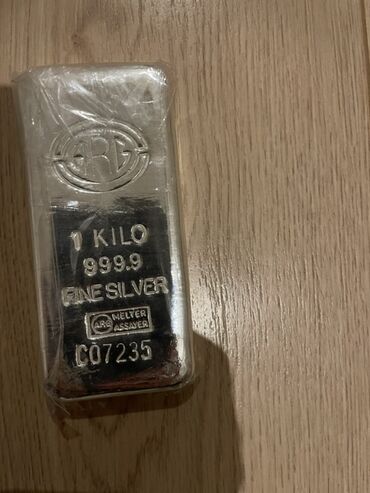 ARG
1 KILO
999.9
FINE SILVER
ARG MELTER
ASSAYER
C07235